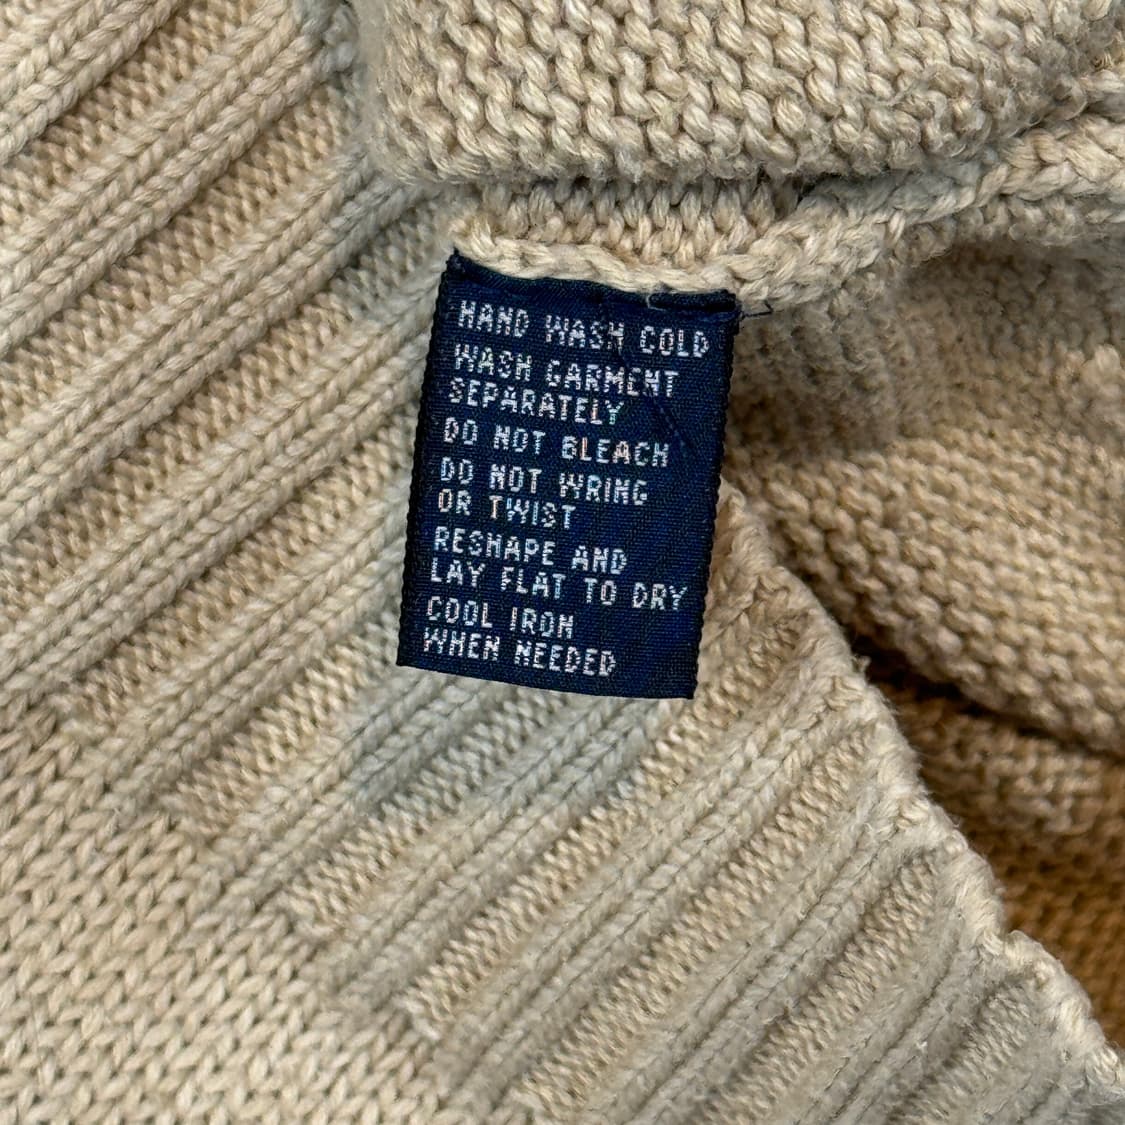 HAND WASH COLD
WASH GARMENT
SEPARATELY
DO NOT BLEACH
DO NOT WRING
OR TWIST
RESHAPE AND
LAY FLAT TO DRY
COOL IRON
WHEN NEEDED